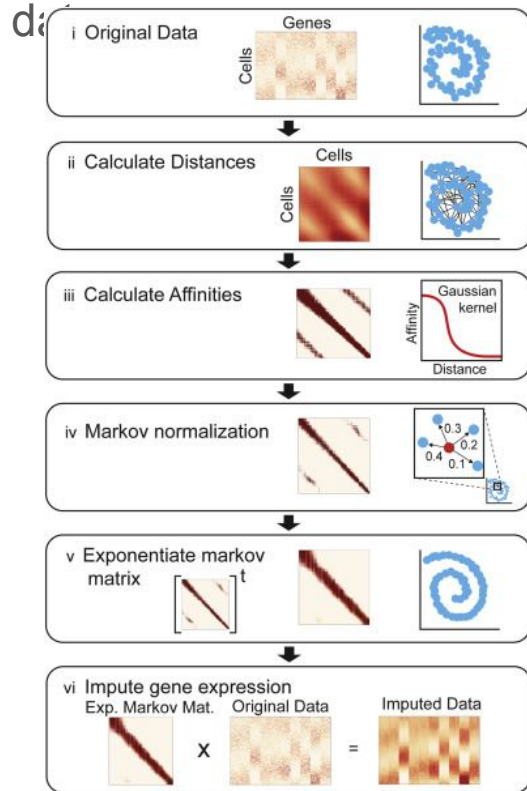 da
i Original Data
Genes
Cells
ii Calculate Distances
Cells
Cells
iii Calculate Affinities
Gaussian
kernel
Affinity
Distance
iv Markov normalization
0.3
0.2
0.4
0.1
v Exponentiate markov
matrix
t
vi Impute gene expression
Exp. Markov Mat. Original Data Imputed Data
x =